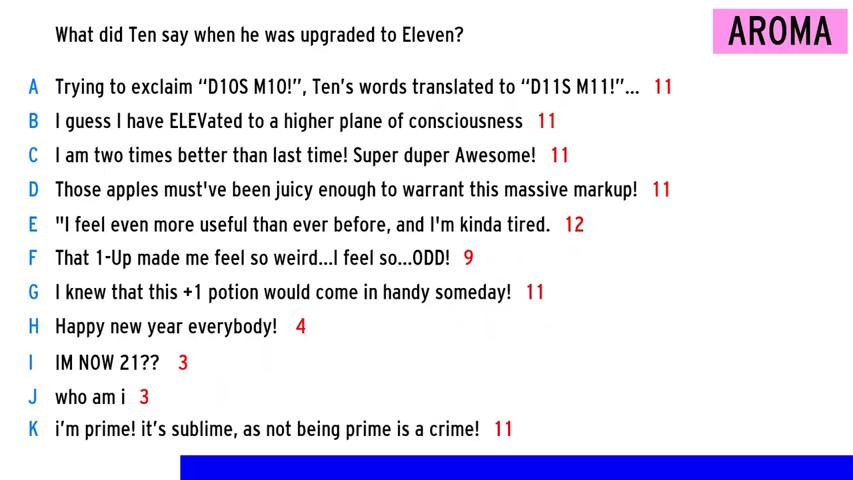 What did Ten say when he was upgraded to Eleven?
AROMA
A Trying to exclaim “D10S M10!”, Ten’s words translated to “D11S M11!”... 11
B I guess I have ELEVated to a higher plane of consciousness 11
C I am two times better than last time! Super duper Awesome! 11
D Those apples must've been juicy enough to warrant this massive markup! 11
E "I feel even more useful than ever before, and I'm kinda tired. 12
F That 1-Up made me feel so weird...I feel so...ODD! 9
G I knew that this +1 potion would come in handy someday! 11
H Happy new year everybody! 4
I IM NOW 21?? 3
J who am i 3
K i’m prime! it’s sublime, as not being prime is a crime! 11